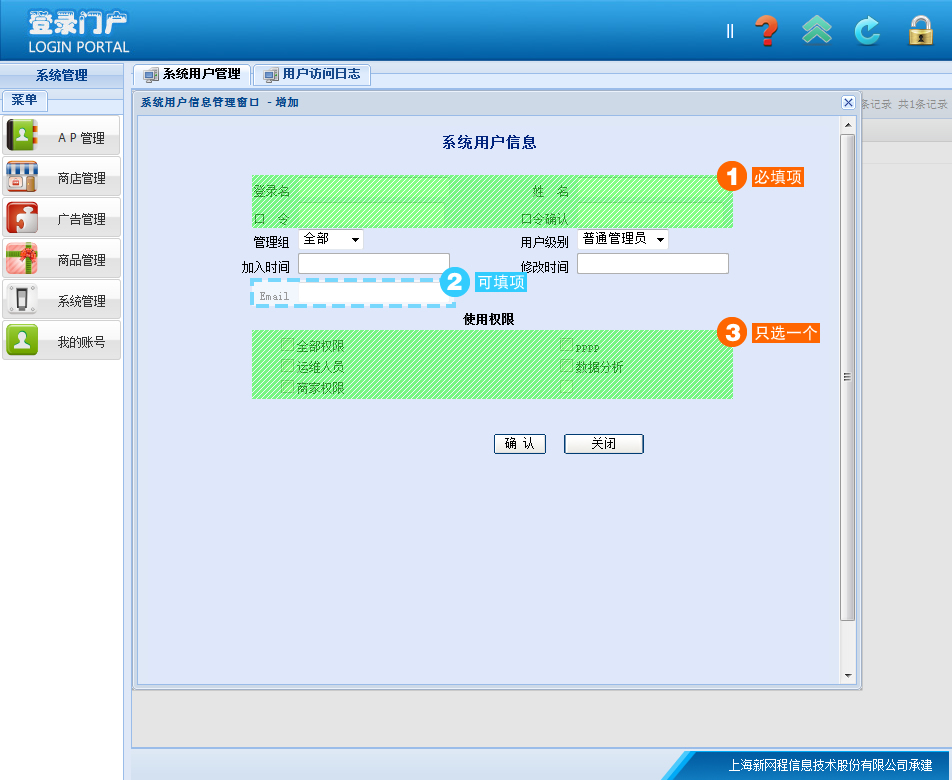 登录门户
LOGIN PORTAL
系统管理
菜单
AP管理
商店管理
广告管理
商品管理
系统管理
我的账号
系统用户管理 用户访问日志
系统用户信息管理窗口 - 增加
条记录 共1条记录
系统用户信息
1 必填项
登录名 姓 名
口 令 口令确认
管理组 全部 用户级别 普通管理员
加入时间 修改时间
2 可填项
Email
使用权限
3 只选一个
全部权限 pppp
运维人员 数据分析
商家权限
确 认 关闭
上海新网程信息技术股份有限公司承建